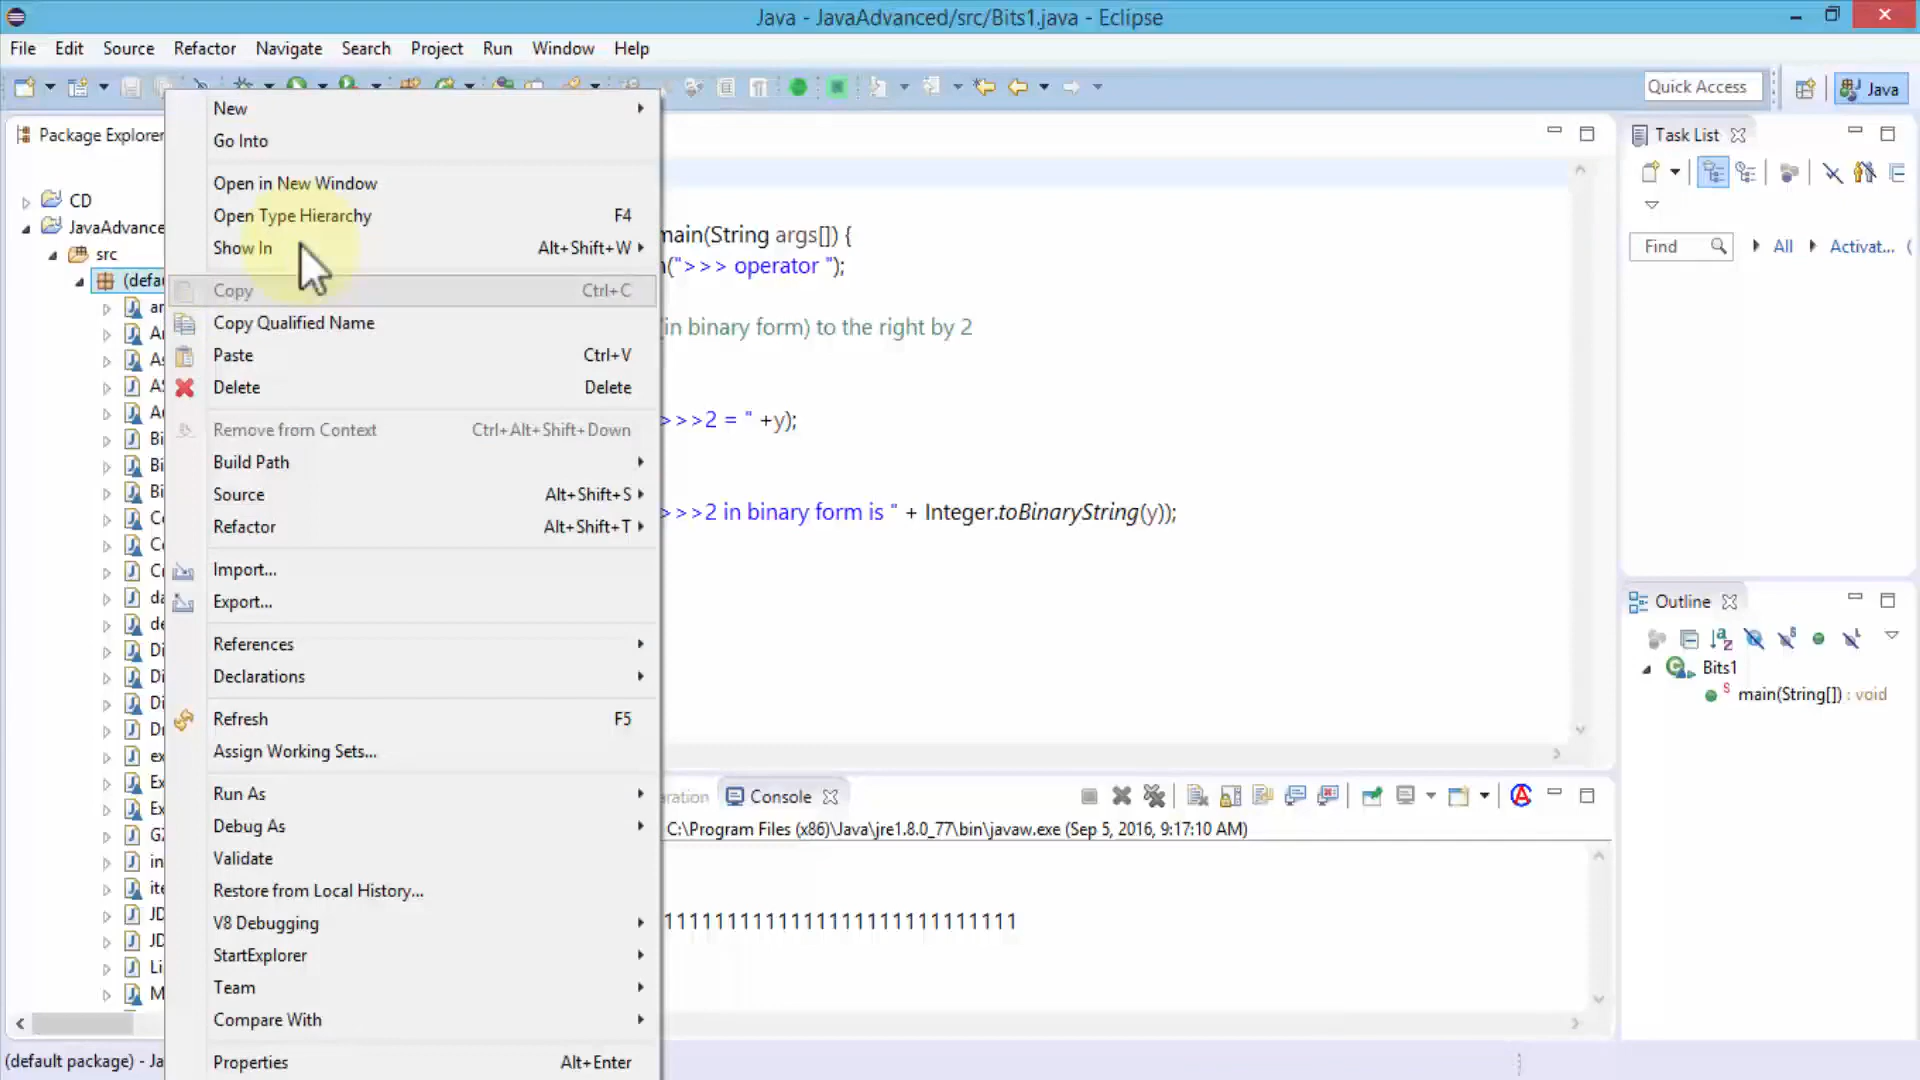 Java - JavaAdvanced/src/Bits1.java - Eclipse
File Edit Source Refactor Navigate Search Project Run Window Help
Quick Access
Java
Package Explorer
CD
JavaAdvance
src
(defau
New
Go Into
Open in New Window
Open Type Hierarchy F4
Show In Alt+Shift+W
Copy Ctrl+C
Copy Qualified Name
Paste Ctrl+V
Delete Delete
Remove from Context Ctrl+Alt+Shift+Down
Build Path
Source Alt+Shift+S
Refactor Alt+Shift+T
Import...
Export...
References
Declarations
Refresh F5
Assign Working Sets...
Run As
Debug As
Validate
Restore from Local History...
V8 Debugging
StartExplorer
Team
Compare With
Properties Alt+Enter
main(String args[]) {
(">>> operator ");
in binary form) to the right by 2
>>>2 = " +y);
>>>2 in binary form is " + Integer.toBinaryString(y));
Task List
Find
All
Activat...
Outline
Bits1
main(String[]) : void
aration
Console
C:\Program Files (x86)\Java\jre1.8.0_77\bin\javaw.exe (Sep 5, 2016, 9:17:10 AM)
(default package) - Ja